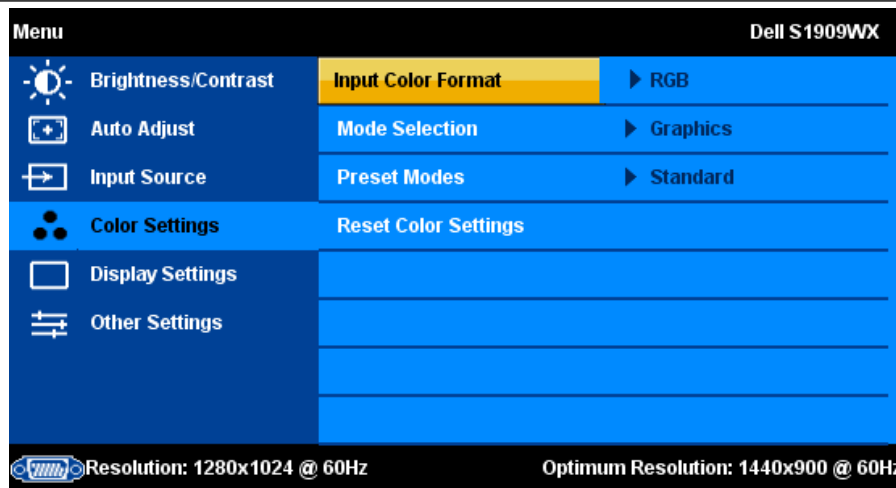 Menu Dell S1909WX
Brightness/Contrast Input Color Format RGB
Auto Adjust Mode Selection Graphics
Input Source Preset Modes Standard
Color Settings Reset Color Settings
Display Settings
Other Settings
Resolution: 1280x1024 @ 60Hz Optimum Resolution: 1440x900 @ 60Hz